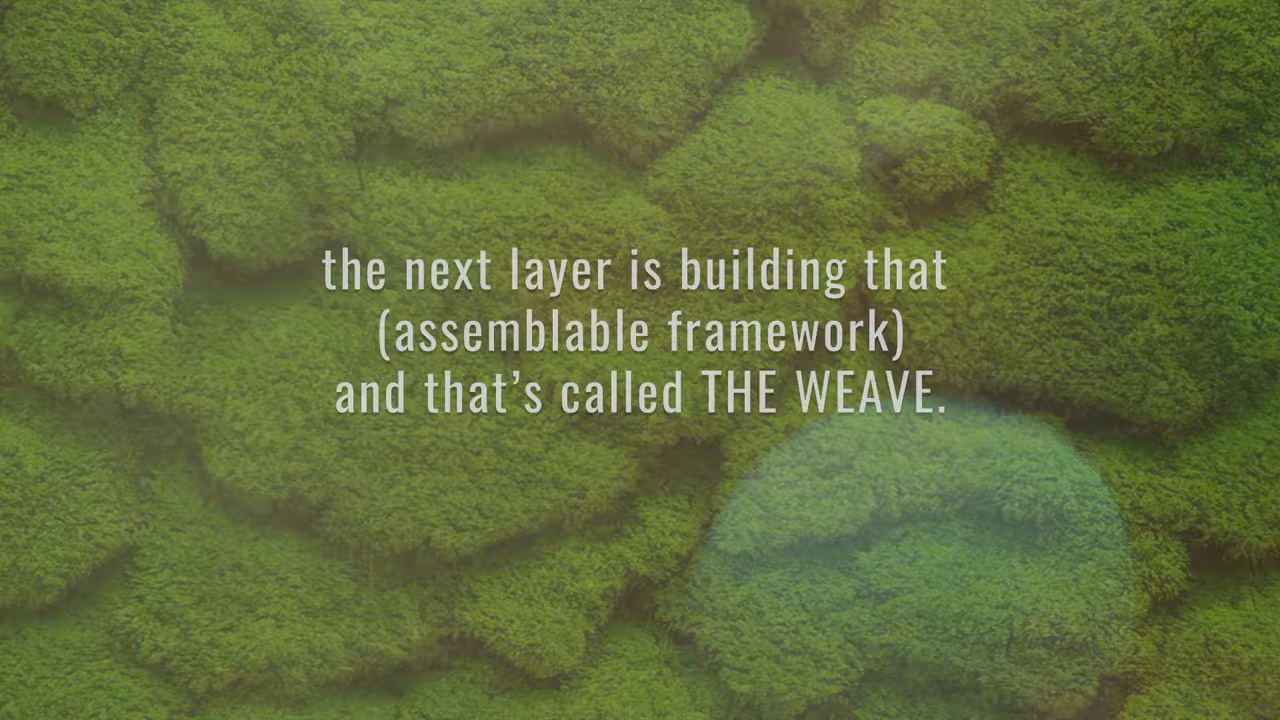 the next layer is building that
(assemblable framework)
and that’s called THE WEAVE.